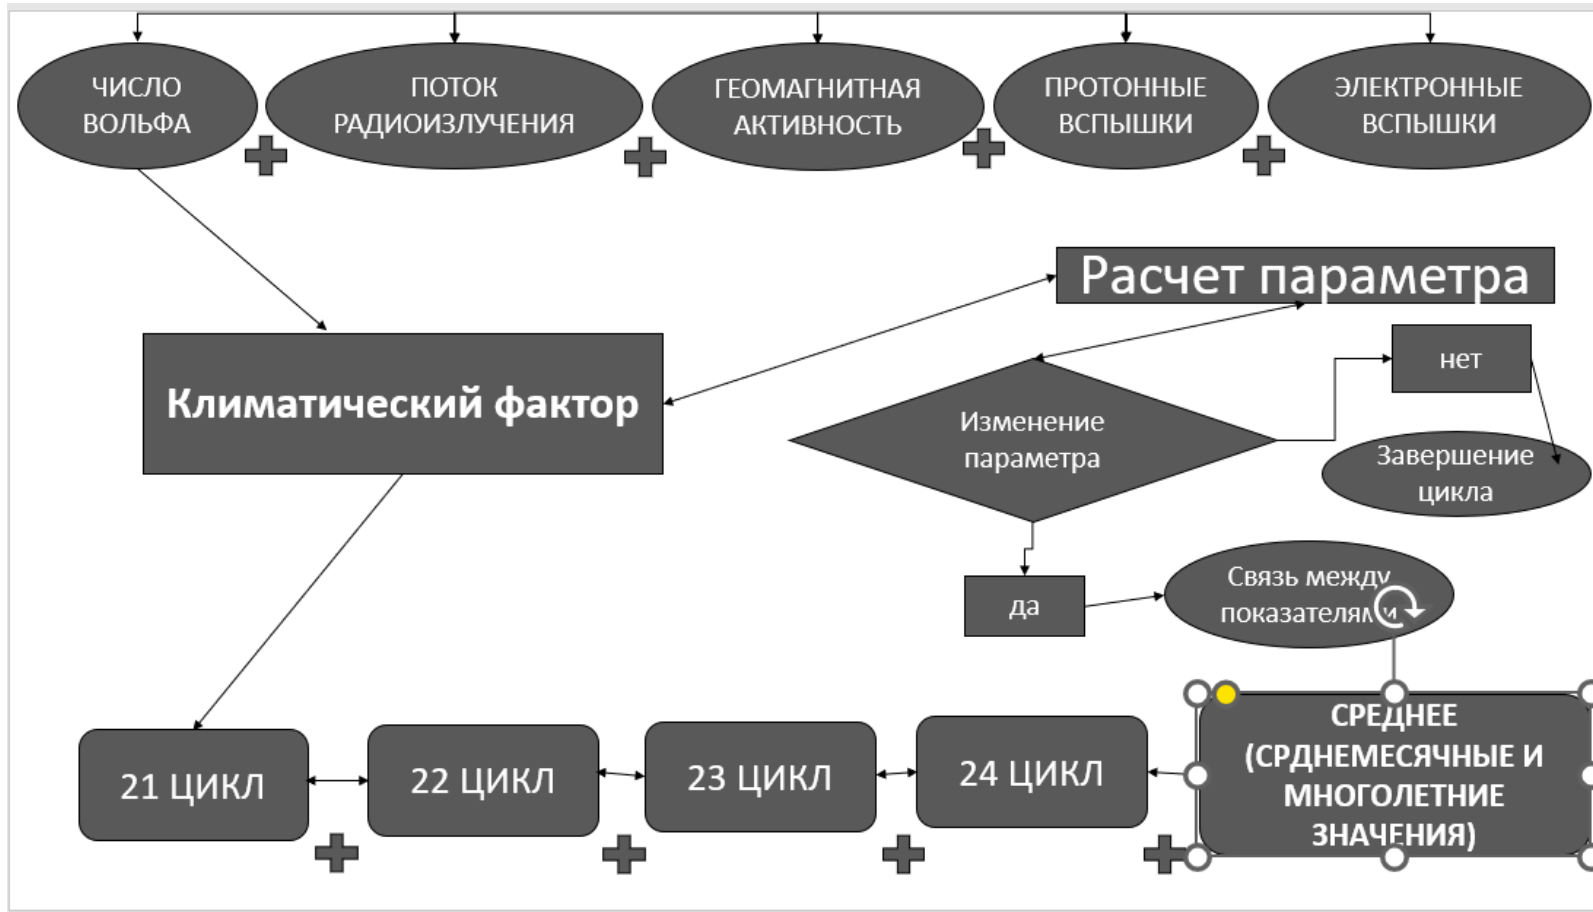 ЧИСЛО
ВОЛЬФА
ПОТОК
РАДИОИЗЛУЧЕНИЯ
ГЕОМАГНИТНАЯ
АКТИВНОСТЬ
ПРОТОННЫЕ
ВСПЫШКИ
ЭЛЕКТРОННЫЕ
ВСПЫШКИ
Расчет параметра
Климатический фактор
Изменение
параметра
нет
Завершение
цикла
да
Связь между
показателями
21 ЦИКЛ
22 ЦИКЛ
23 ЦИКЛ
24 ЦИКЛ
СРЕДНЕЕ
(СРДНЕМЕСЯЧНЫЕ И
МНОГОЛЕТНИЕ
ЗНАЧЕНИЯ)